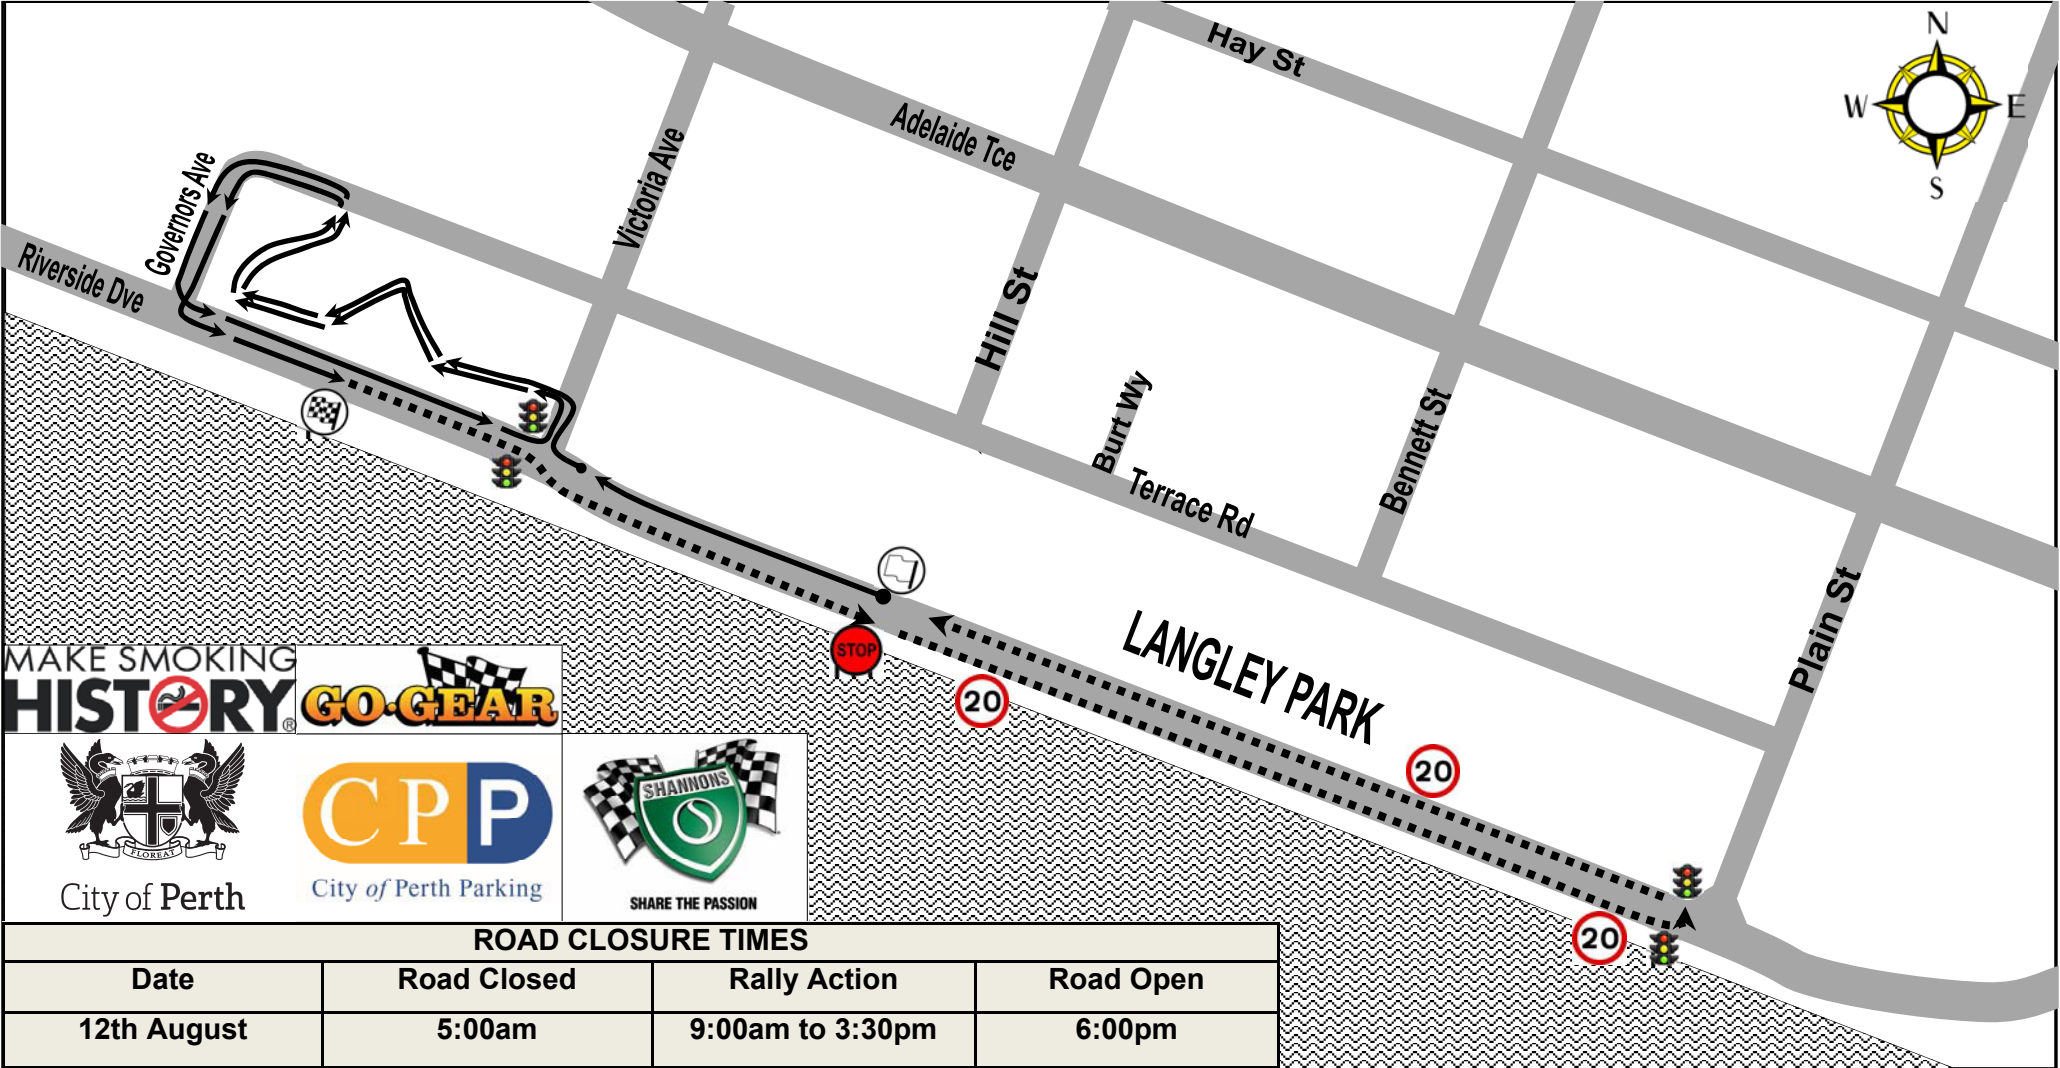 Hay St
N
W
E
S
Adelaide Tce
Governors Ave
Victoria Ave
Riverside Dve
Hill St
Burt Wy
Bennett St
Terrace Rd
Plain St
LANGLEY PARK
STOP
20
20
20
MAKE SMOKING
HISTORY®
GO·GEAR
FLOREAT
City of Perth
CPP
City of Perth Parking
SHANNONS
SHARE THE PASSION
ROAD CLOSURE TIMES
Date Road Closed Rally Action Road Open
12th August 5:00am 9:00am to 3:30pm 6:00pm